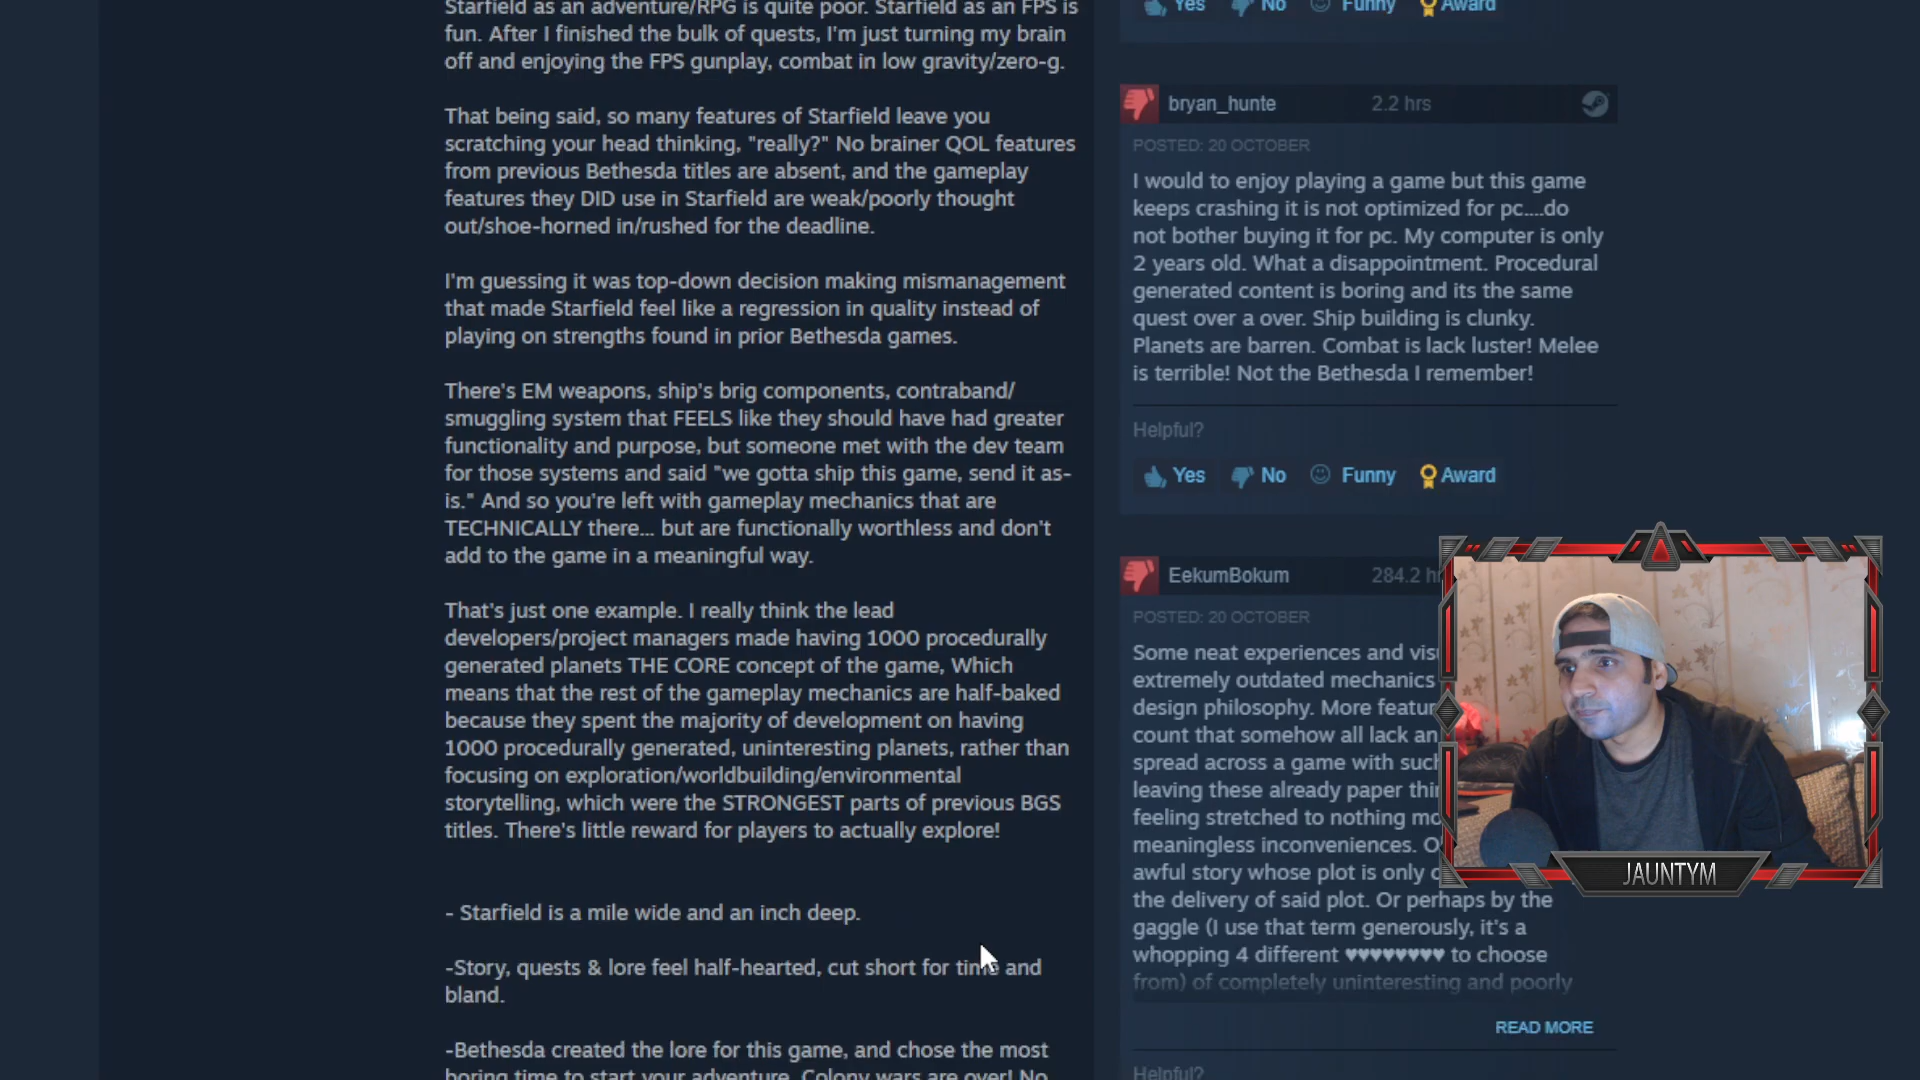 Starfield as an adventure/RPG is quite poor. Starfield as an FPS is
fun. After I finished the bulk of quests, I'm just turning my brain
off and enjoying the FPS gunplay, combat in low gravity/zero-g.
That being said, so many features of Starfield leave you
scratching your head thinking, "really?" No brainer QOL features
from previous Bethesda titles are absent, and the gameplay
features they DID use in Starfield are weak/poorly thought
out/shoe-horned in/rushed for the deadline.
I'm guessing it was top-down decision making mismanagement
that made Starfield feel like a regression in quality instead of
playing on strengths found in prior Bethesda games.
There's EM weapons, ship's brig components, contraband/
smuggling system that FEELS like they should have had greater
functionality and purpose, but someone met with the dev team
for those systems and said "we gotta ship this game, send it as-
is." And so you're left with gameplay mechanics that are
TECHNICALLY there... but are functionally worthless and don't
add to the game in a meaningful way.
That's just one example. I really think the lead
developers/project managers made having 1000 procedurally
generated planets THE CORE concept of the game, Which
means that the rest of the gameplay mechanics are half-baked
because they spent the majority of development on having
1000 procedurally generated, uninteresting planets, rather than
focusing on exploration/worldbuilding/environmental
storytelling, which were the STRONGEST parts of previous BGS
titles. There's little reward for players to actually explore!
- Starfield is a mile wide and an inch deep.
-Story, quests & lore feel half-hearted, cut short for time and
bland.
-Bethesda created the lore for this game, and chose the most
boring time to start your adventure. Colony wars are over! No
Yes No Funny Award
bryan_hunte 2.2 hrs
POSTED: 20 OCTOBER
I would to enjoy playing a game but this game
keeps crashing it is not optimized for pc....do
not bother buying it for pc. My computer is only
2 years old. What a disappointment. Procedural
generated content is boring and its the same
quest over a over. Ship building is clunky.
Planets are barren. Combat is lack luster! Melee
is terrible! Not the Bethesda I remember!
Helpful?
Yes No Funny Award
EekumBokum 284.2 h
POSTED: 20 OCTOBER
Some neat experiences and
extremely outdated mechanics
design philosophy. More
count that somehow all lack
spread across a game with
leaving these already paper
feeling stretched to nothing
meaningless inconveniences.
awful story whose plot is only
the delivery of said plot. Or perhaps by the
gaggle (I use that term generously, it's a
whopping 4 different ♥♥♥♥♥♥♥♥♥ to choose
from) of completely uninteresting and poorly
READ MORE
Helpful?
JAUNTYM